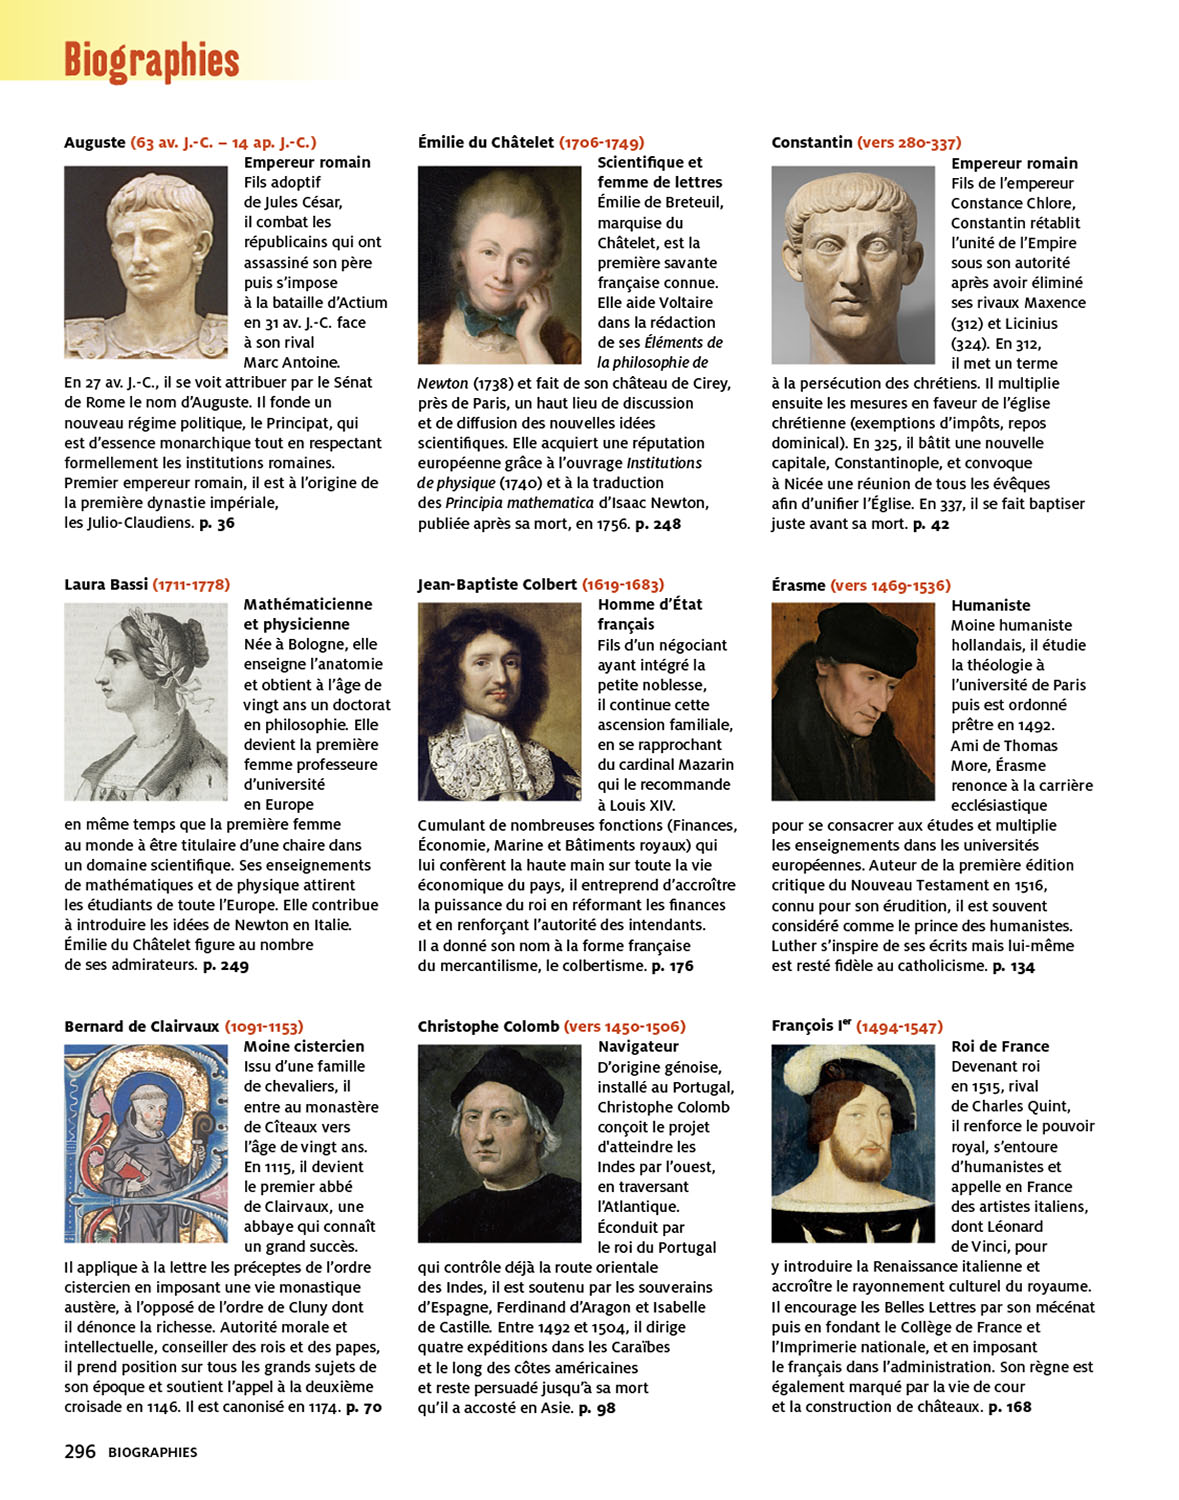 Biographies
Auguste (63 av. J.-C. – 14 ap. J.-C.)
Empereur romain
Fils adoptif
de Jules César,
il combat les
républicains qui ont
assassiné son père
puis s'impose
à la bataille d'Actium
en 31 av. J.-C. face
à son rival
Marc Antoine.
En 27 av. J.-C., il se voit attribuer par le Sénat
de Rome le nom d'Auguste. Il fonde un
nouveau régime politique, le Principat, qui
est d'essence monarchique tout en respectant
formellement les institutions romaines.
Premier empereur romain, il est à l'origine de
la première dynastie impériale,
les Julio-Claudiens. p. 36
Laura Bassi (1711-1778)
Mathématicienne
et physicienne
Née à Bologne, elle
enseigne l'anatomie
et obtient à l'âge de
vingt ans un doctorat
en philosophie. Elle
devient la première
femme professeure
d'université
en Europe
en même temps que la première femme
au monde à être titulaire d'une chaire dans
un domaine scientifique. Ses enseignements
de mathématiques et de physique attirent
les étudiants de toute l'Europe. Elle contribue
à introduire les idées de Newton en Italie.
Émilie du Châtelet figure au nombre
de ses admirateurs. p. 249
Bernard de Clairvaux (1091-1153)
Moine cistercien
Issu d'une famille
de chevaliers, il
entre au monastère
de Cîteaux vers
l'âge de vingt ans.
En 1115, il devient
le premier abbé
de Clairvaux, une
abbaye qui connaît
un grand succès.
Il applique à la lettre les préceptes de l'ordre
cistercien en imposant une vie monastique
austère, à l'opposé de l'ordre de Cluny dont
il dénonce la richesse. Autorité morale et
intellectuelle, conseiller des rois et des papes,
il prend position sur tous les grands sujets de
son époque et soutient l'appel à la deuxième
croisade en 1146. Il est canonisé en 1174. p. 70
Émilie du Châtelet (1706-1749)
Scientifique et
femme de lettres
Émilie de Breteuil,
marquise du
Châtelet, est la
première savante
française connue.
Elle aide Voltaire
dans la rédaction
de ses Éléments de
la philosophie de
Newton (1738) et fait de son château de Cirey,
près de Paris, un haut lieu de discussion
et de diffusion des nouvelles idées
scientifiques. Elle acquiert une réputation
européenne grâce à l'ouvrage Institutions
de physique (1740) et à la traduction
des Principia mathematica d'Isaac Newton,
publiée après sa mort, en 1756. p. 248
Jean-Baptiste Colbert (1619-1683)
Homme d'État
français
Fils d'un négociant
ayant intégré la
petite noblesse,
il continue cette
ascension familiale,
en se rapprochant
du cardinal Mazarin
qui le recommande
à Louis XIV.
Cumulant de nombreuses fonctions (Finances,
Économie, Marine et Bâtiments royaux) qui
lui confèrent la haute main sur toute la vie
économique du pays, il entreprend d'accroître
la puissance du roi en réformant les finances
et en renforçant l'autorité des intendants.
Il a donné son nom à la forme française
du mercantilisme, le colbertisme. p. 176
Christophe Colomb (vers 1450-1506)
Navigateur
D'origine génoise,
installé au Portugal,
Christophe Colomb
conçoit le projet
d'atteindre les
Indes par l'ouest,
en traversant
l'Atlantique.
Éconduit par
le roi du Portugal
qui contrôle déjà la route orientale
des Indes, il est soutenu par les souverains
d'Espagne, Ferdinand d'Aragon et Isabelle
de Castille. Entre 1492 et 1504, il dirige
quatre expéditions dans les Caraïbes
et le long des côtes américaines
et reste persuadé jusqu'à sa mort
qu'il a accosté en Asie. p. 98
Constantin (vers 280-337)
Empereur romain
Fils de l'empereur
Constance Chlore,
Constantin rétablit
l'unité de l'Empire
sous son autorité
après avoir éliminé
ses rivaux Maxence
(312) et Licinius
(324). En 312,
il met un terme
à la persécution des chrétiens. Il multiplie
ensuite les mesures en faveur de l'église
chrétienne (exemptions d'impôts, repos
dominical). En 325, il bâtit une nouvelle
capitale, Constantinople, et convoque
à Nicée une réunion de tous les évêques
afin d'unifier l'Église. En 337, il se fait baptiser
juste avant sa mort. p. 42
Érasme (vers 1469-1536)
Humaniste
Moine humaniste
hollandais, il étudie
la théologie à
l'université de Paris
puis est ordonné
prêtre en 1492.
Ami de Thomas
More, Érasme
renonce à la carrière
ecclésiastique
pour se consacrer aux études et multiplie
les enseignements dans les universités
européennes. Auteur de la première édition
critique du Nouveau Testament en 1516,
connu pour son érudition, il est souvent
considéré comme le prince des humanistes.
Luther s'inspire de ses écrits mais lui-même
est resté fidèle au catholicisme. p. 134
François Ier (1494-1547)
Roi de France
Devenant roi
en 1515, rival
de Charles Quint,
il renforce le pouvoir
royal, s'entoure
d'humanistes et
appelle en France
des artistes italiens,
dont Léonard
de Vinci, pour
y introduire la Renaissance italienne et
accroître le rayonnement culturel du royaume.
Il encourage les Belles Lettres par son mécénat
puis en fondant le Collège de France et
l'Imprimerie nationale, et en imposant
le français dans l'administration. Son règne est
également marqué par la vie de cour
et la construction de châteaux. p. 168
296 BIOGRAPHIES